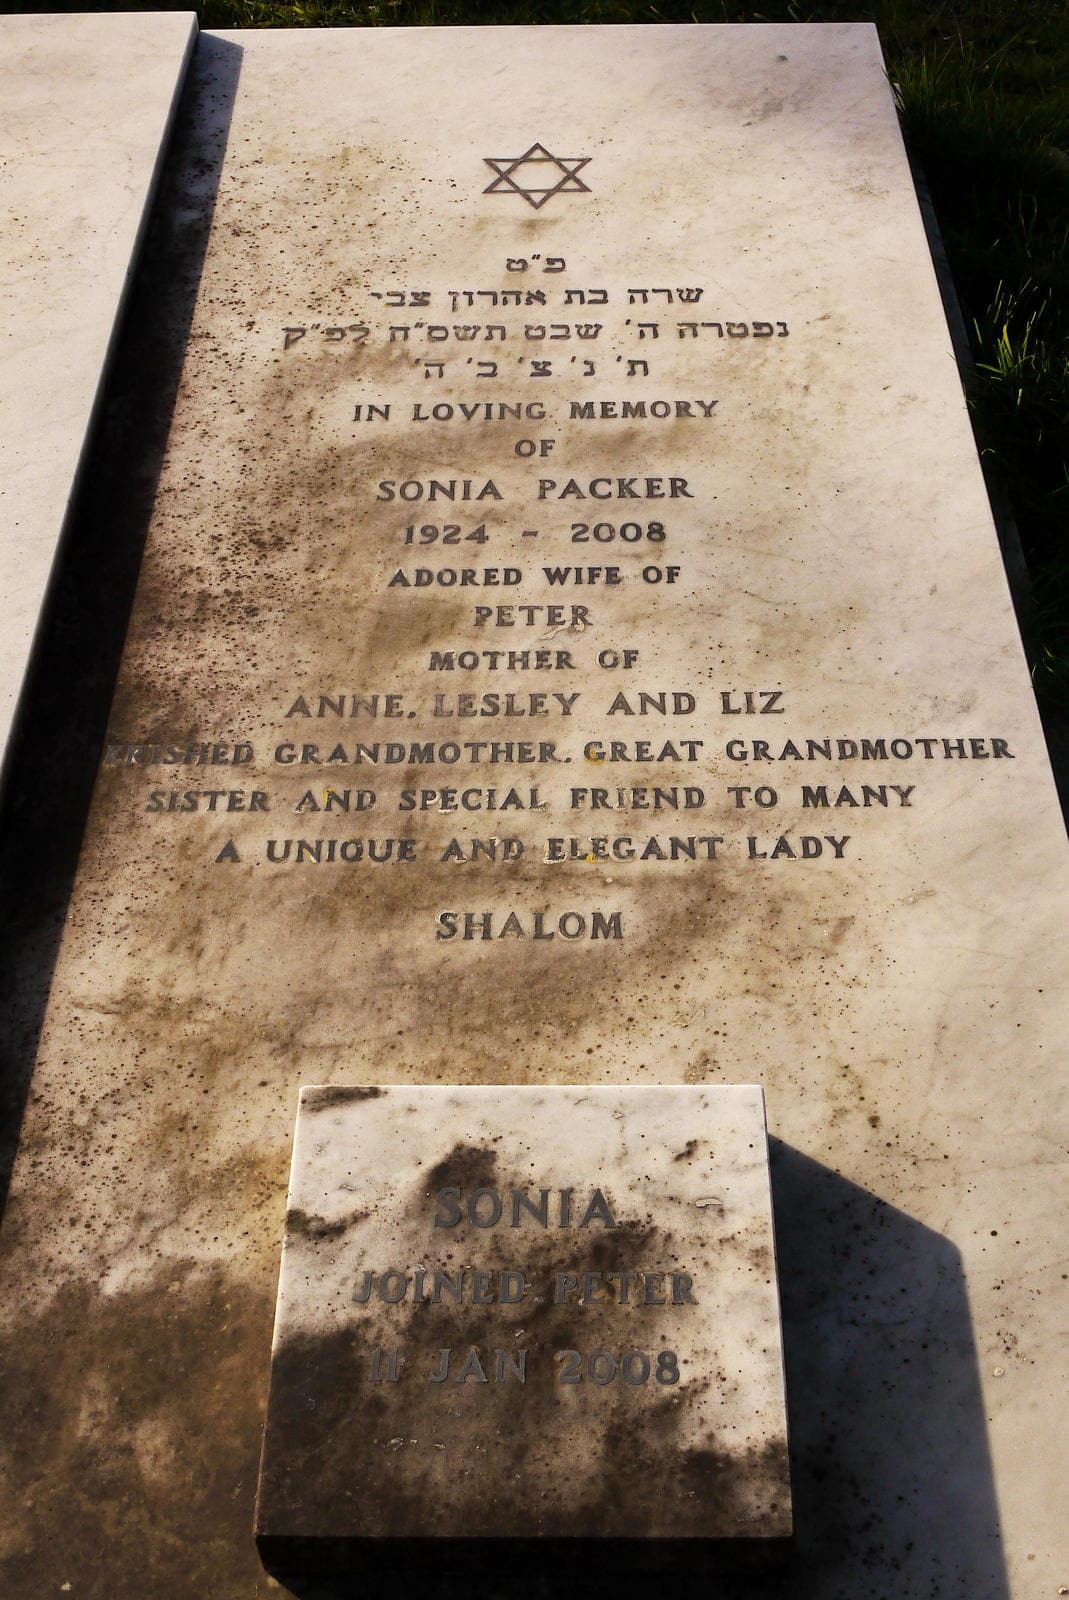 פ״ט
שרה בת אהרון צבי
נפטרה ה׳ שבט תשס״ח לפ״ק
ת׳ נ׳ צ׳ ב׳ ה׳
IN LOVING MEMORY
OF
SONIA PACKER
1924 - 2008
ADORED WIFE OF
PETER
MOTHER OF
ANNE, LESLEY AND LIZ
CHERISHED GRANDMOTHER, GREAT GRANDMOTHER
SISTER AND SPECIAL FRIEND TO MANY
A UNIQUE AND ELEGANT LADY
SHALOM
SONIA
JOINED PETER
11 JAN 2008